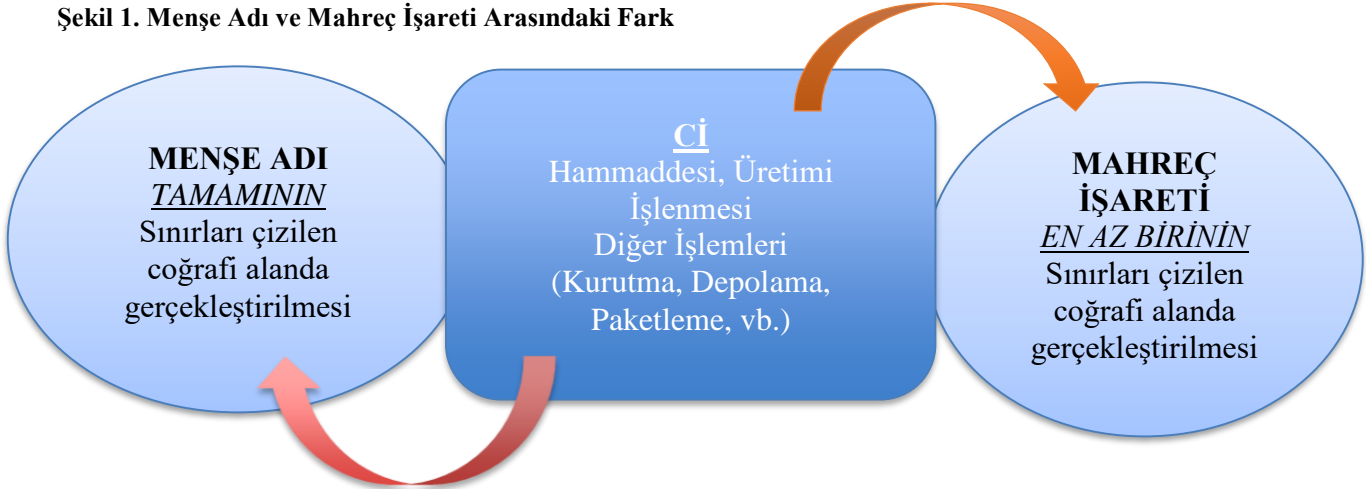 Şekil 1. Menşe Adı ve Mahreç İşareti Arasındaki Fark
MENŞE ADI
TAMAMININ
Sınırları çizilen
coğrafi alanda
gerçekleştirilmesi
Cİ
Hammaddesi, Üretimi
İşlenmesi
Diğer İşlemleri
(Kurutma, Depolama,
Paketleme, vb.)
MAHREÇ
İŞARETİ
EN AZ BİRİNİN
Sınırları çizilen
coğrafi alanda
gerçekleştirilmesi